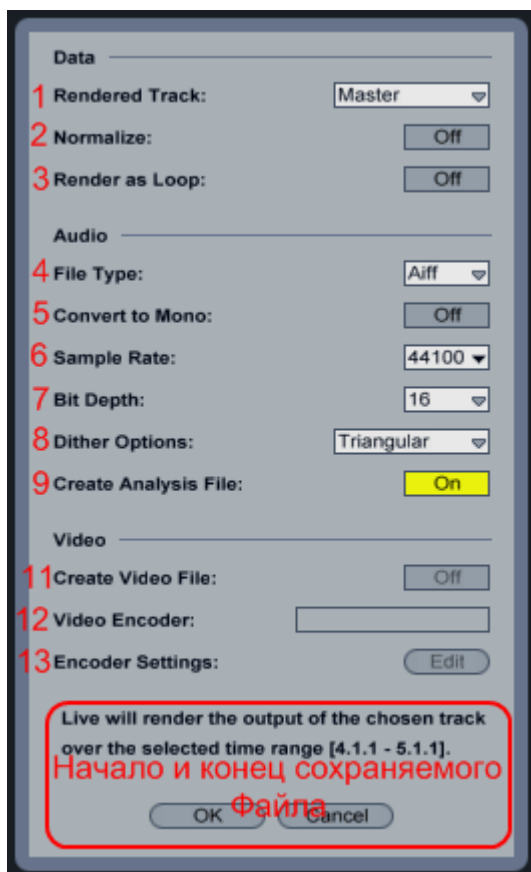 Data
1 Rendered Track: Master
2 Normalize: Off
3 Render as Loop: Off
Audio
4 File Type: Aiff
5 Convert to Mono: Off
6 Sample Rate: 44100
7 Bit Depth: 16
8 Dither Options: Triangular
9 Create Analysis File: On
Video
11 Create Video File: Off
12 Video Encoder:
13 Encoder Settings: Edit
Live will render the output of the chosen track
over the selected time range [4.1.1 - 5.1.1].
Начало и конец сохраняемого
Файла
OK Cancel